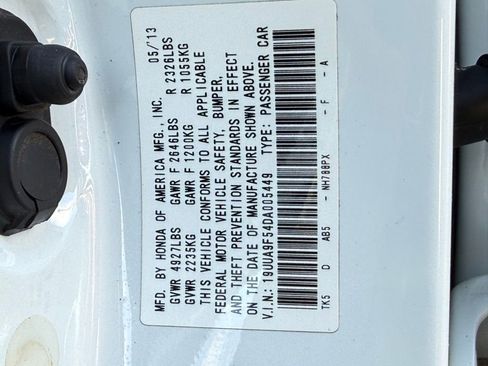 MFD. BY HONDA OF AMERICA MFG., INC. 05/13
GVWR 4927LBS GAWR F 2646LBS R 2326LBS
GVWR 2235KG GAWR F 1200KG R 1055KG
THIS VEHICLE CONFORMS TO ALL APPLICABLE
FEDERAL MOTOR VEHICLE SAFETY, BUMPER,
AND THEFT PREVENTION STANDARDS IN EFFECT
ON THE DATE OF MANUFACTURE SHOWN ABOVE.
V.I.N: 19UUA9F54DA005449 TYPE: PASSENGER CAR
TK5 D AB5 - NH788PX - F - A